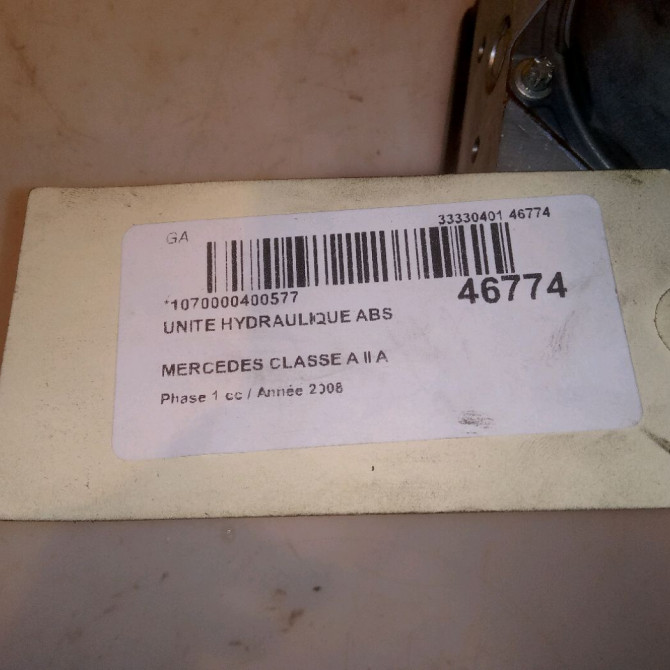 GA
33330401 46774
*1070000400577
46774
UNITE HYDRAULIQUE ABS
MERCEDES CLASSE A II A
Phase 1 cc / Année 2008